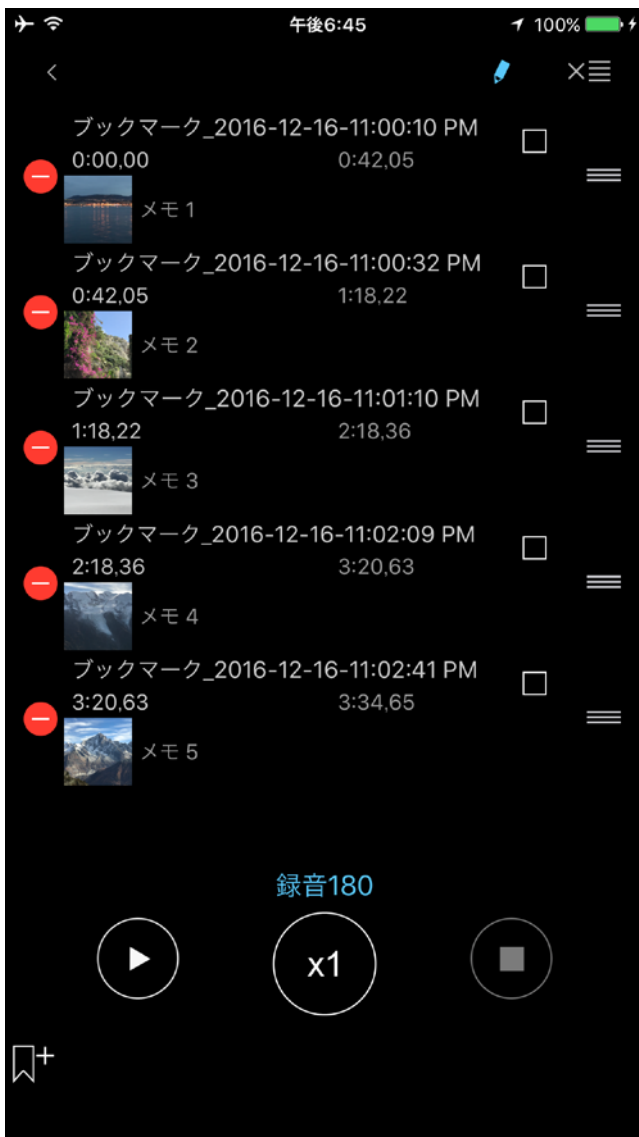 午後6:45 100%
ブックマーク_2016-12-16-11:00:10 PM
0:00,00 0:42,05
メモ 1
ブックマーク_2016-12-16-11:00:32 PM
0:42,05 1:18,22
メモ 2
ブックマーク_2016-12-16-11:01:10 PM
1:18,22 2:18,36
メモ 3
ブックマーク_2016-12-16-11:02:09 PM
2:18,36 3:20,63
メモ 4
ブックマーク_2016-12-16-11:02:41 PM
3:20,63 3:34,65
メモ 5
録音180
x1